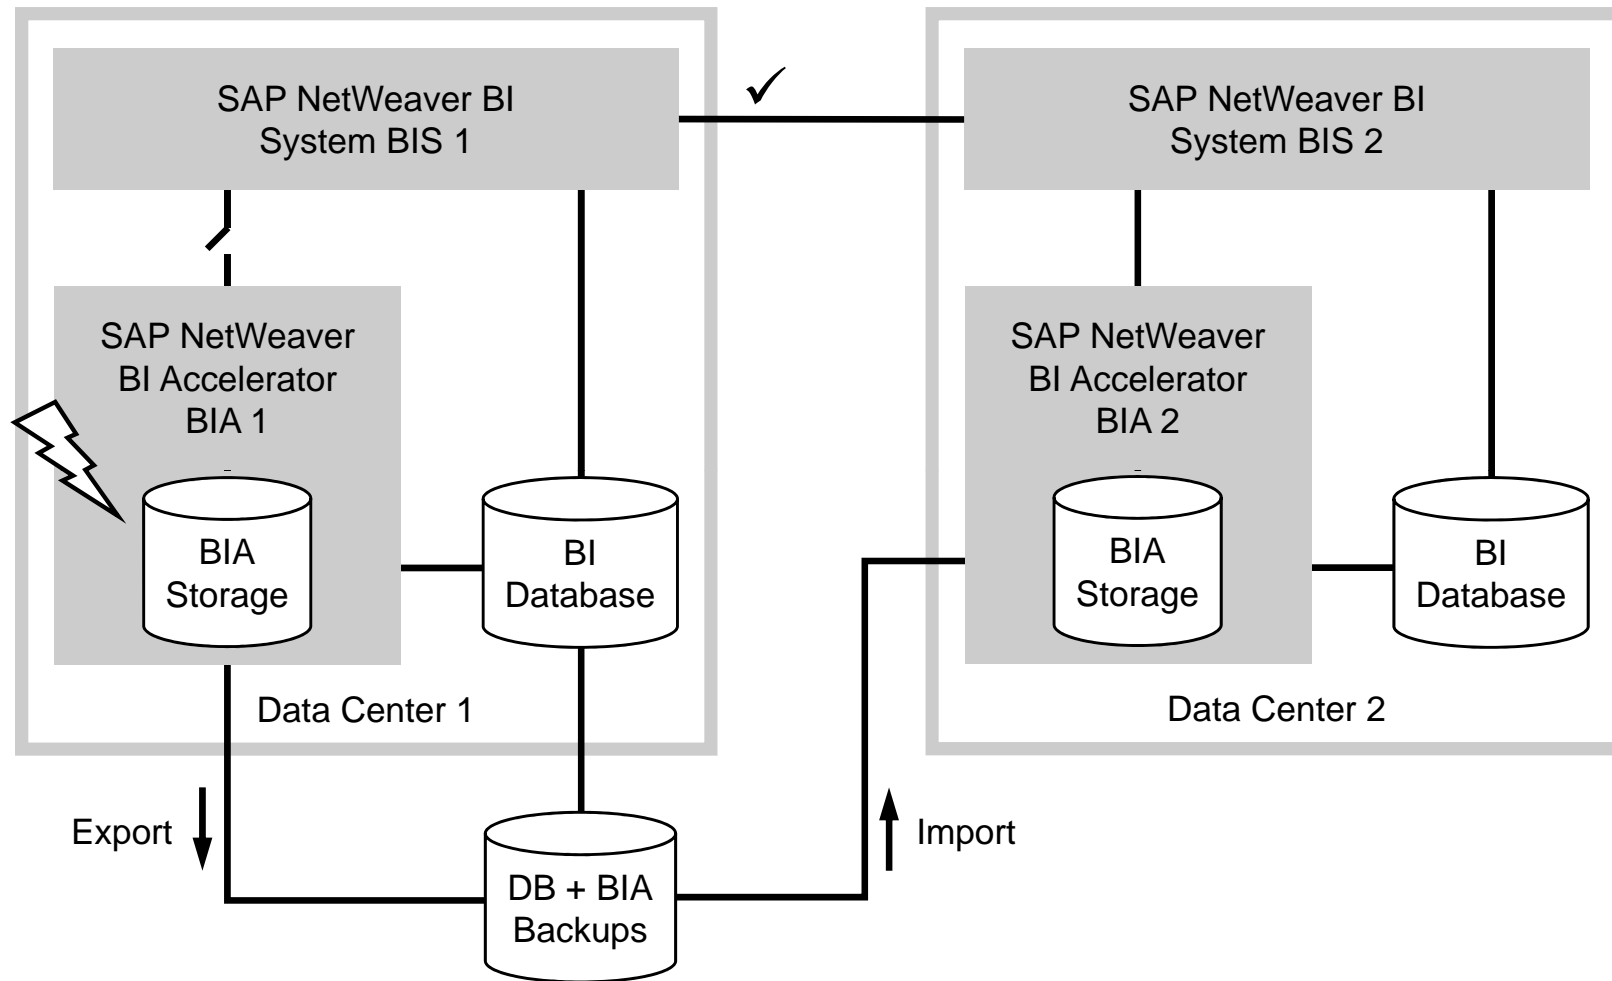 SAP NetWeaver BI
System BIS 1
SAP NetWeaver BI
System BIS 2
SAP NetWeaver
BI Accelerator
BIA 1
SAP NetWeaver
BI Accelerator
BIA 2
BIA
Storage
BI
Database
BIA
Storage
BI
Database
Data Center 1
Data Center 2
Export
Import
DB + BIA
Backups